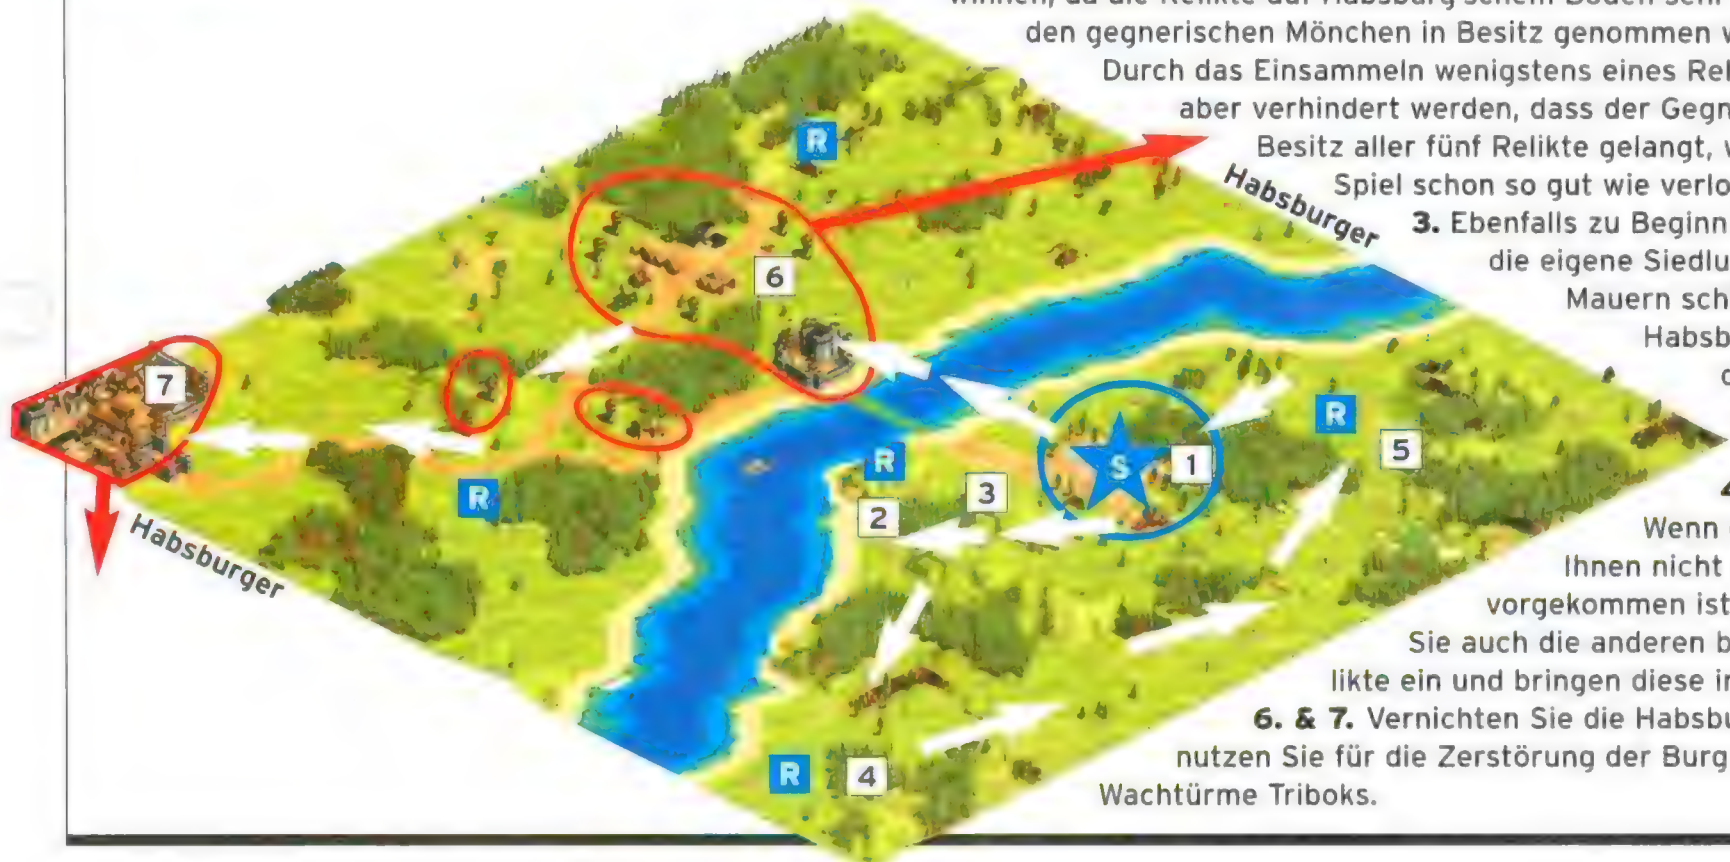 den gegnerischen Mönchen in Besitz genommen
Durch das Einsammeln wenigstens eines
aber verhindert werden, dass der
Besitz aller fünf Relikte gelangt,
Spiel schon so gut wie
3. Ebenfalls zu Beginn
die eigene
Mauern
R
Habsburger
6
7
R
R
S
1
R
5
2
3
Habsburger
Wenn
Ihnen nicht
vorgekommen ist
Sie auch die anderen
likte ein und bringen diese
6. & 7. Vernichten Sie die
nutzen Sie für die Zerstörung der Burg
Wachtürme Triboks.
R
4